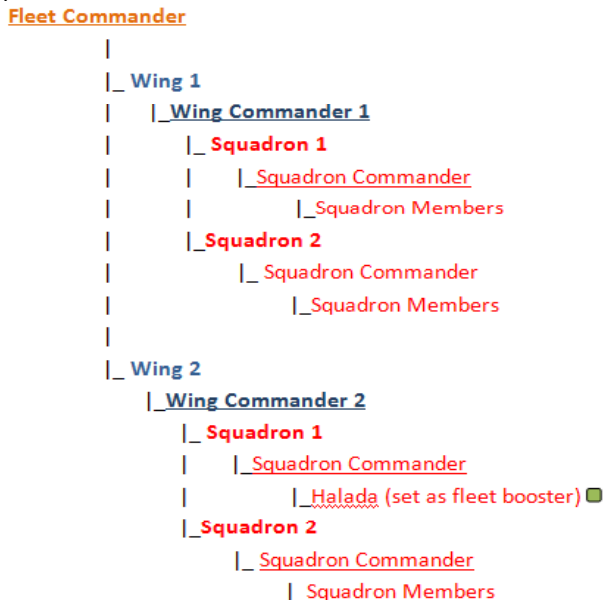 Fleet Commander
|
|_ Wing 1
| |_Wing Commander 1
| |_ Squadron 1
| | |_Squadron Commander
| | |_Squadron Members
| |_Squadron 2
| |_ Squadron Commander
| |_Squadron Members
|
|_ Wing 2
|_Wing Commander 2
|_ Squadron 1
| |_Squadron Commander
| |_Halada (set as fleet booster)
|_Squadron 2
|_ Squadron Commander
| Squadron Members